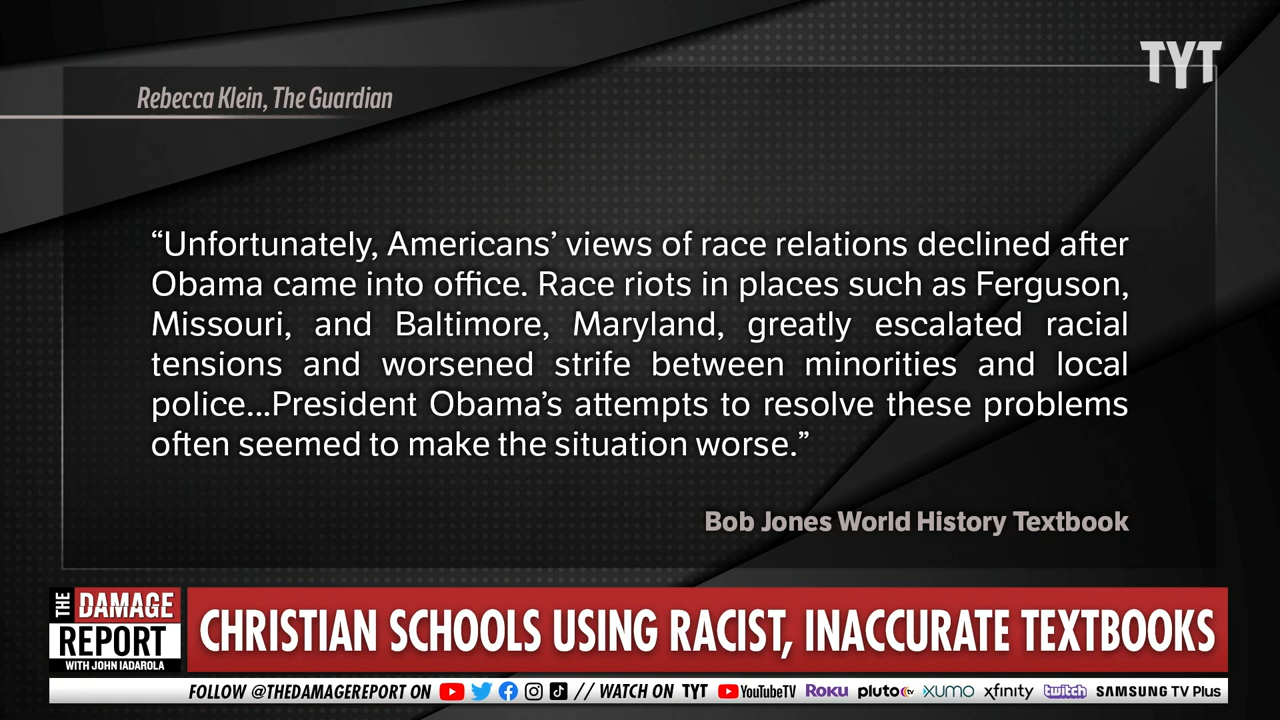 TYT
Rebecca Klein, The Guardian
“Unfortunately, Americans’ views of race relations declined after
Obama came into office. Race riots in places such as Ferguson,
Missouri, and Baltimore, Maryland, greatly escalated racial
tensions and worsened strife between minorities and local
police...President Obama’s attempts to resolve these problems
often seemed to make the situation worse.”
Bob Jones World History Textbook
THE DAMAGE
REPORT
WITH JOHN IADAROLA
CHRISTIAN SCHOOLS USING RACIST, INACCURATE TEXTBOOKS
FOLLOW @THEDAMAGEREPORT ON // WATCH ON TYT YouTubeTV Roku pluto tv xumo xfinity twitch SAMSUNG TV Plus